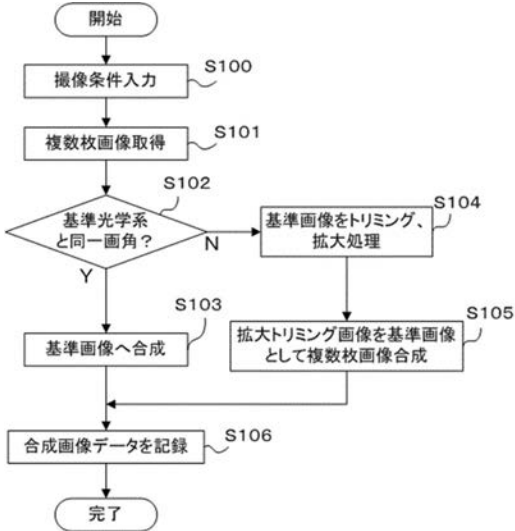 開始
撮像条件入力
S100
複数枚画像取得
S101
基準光学系
と同一画角?
S102
N
Y
基準画像をトリミング、
拡大処理
S104
基準画像へ合成
S103
拡大トリミング画像を基準画像
として複数枚画像合成
S105
合成画像データを記録
S106
完了